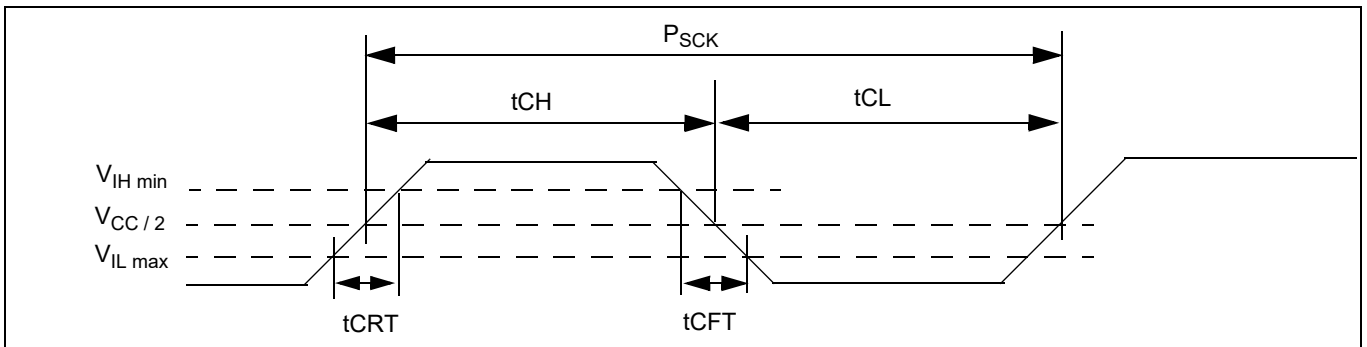 PSCK
tCH
tCL
VIH min
VCC / 2
VIL max
tCRT
tCFT